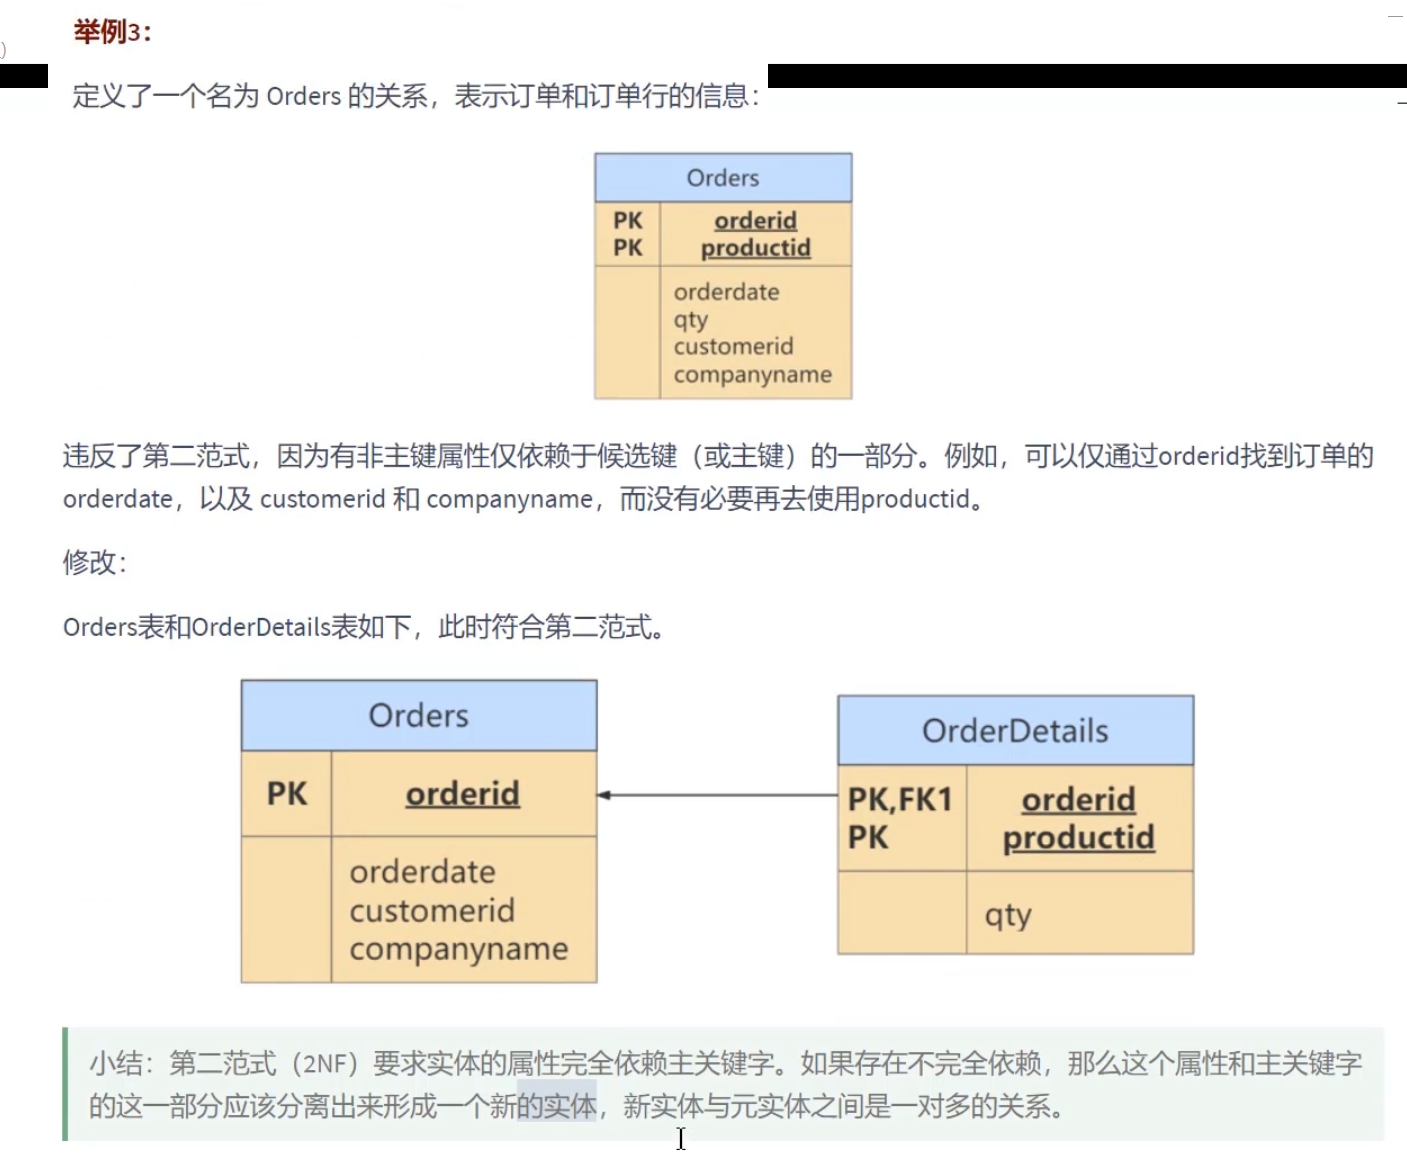 举例3：
)
定义了一个名为 Orders 的关系，表示订单和订单行的信息：
Orders
PK orderid
PK productid
orderdate
qty
customerid
companyname
违反了第二范式，因为有非主键属性仅依赖于候选键（或主键）的一部分。例如，可以仅通过orderid找到订单的
orderdate，以及 customerid 和 companyname，而没有必要再去使用productid。
修改：
Orders表和OrderDetails表如下，此时符合第二范式。
Orders
PK orderid
orderdate
customerid
companyname
OrderDetails
PK,FK1 orderid
PK productid
qty
小结：第二范式（2NF）要求实体的属性完全依赖主关键字。如果存在不完全依赖，那么这个属性和主关键字
的这一部分应该分离出来形成一个新的实体，新实体与元实体之间是一对多的关系。